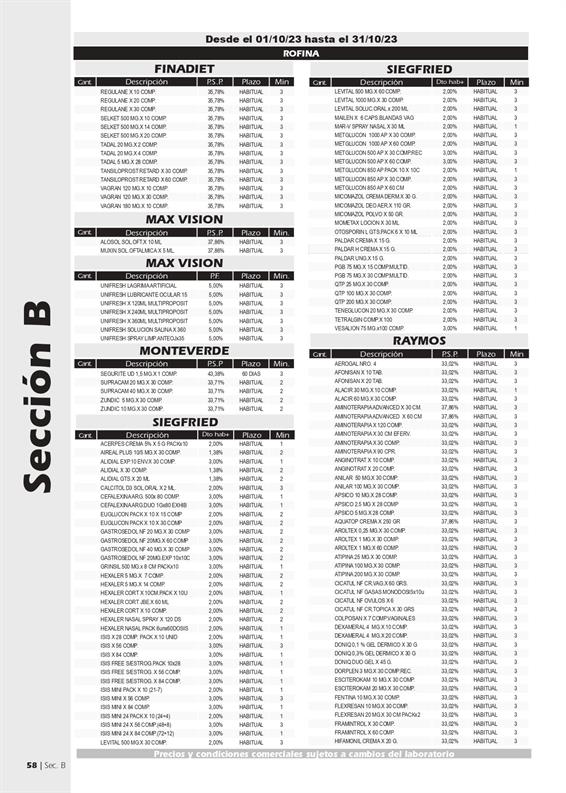 Desde el 01/10/23 hasta el 31/10/23
ROFINA
FINADIET
Cant. Descripción P.S.P. Plazo Min
REGULANE X 10 COMP. 35,78% HABITUAL 3
REGULANE X 20 COMP. 35,78% HABITUAL 3
REGULANE X 30 COMP. 35,78% HABITUAL 3
SELKET 500 MG.X 10 COMP. 35,78% HABITUAL 3
SELKET 500 MG.X 14 COMP. 35,78% HABITUAL 3
SELKET 500 MG.X 20 COMP. 35,78% HABITUAL 3
TADAL 20 MG.X 2 COMP. 35,78% HABITUAL 3
TADAL 20 MG.X 4 COMP. 35,78% HABITUAL 3
TADAL 5 MG.X 28 COMP. 35,78% HABITUAL 3
TANSILOPROST RETARD X 30 COMP. 35,78% HABITUAL 3
TANSILOPROST RETARD X 60 COMP. 35,78% HABITUAL 3
VAGRAN 120 MG.X 10 COMP. 35,78% HABITUAL 3
VAGRAN 120 MG.X 30 COMP. 35,78% HABITUAL 3
VAGRAN 180 MG.X 10 COMP. 35,78% HABITUAL 3
MAX VISION
Cant. Descripción P.S.P. Plazo Min.
ALOSOL SOL.OFT.X 10 ML 37,86% HABITUAL 3
MUXIN SOL.OFTALMICA X 5 ML. 37,86% HABITUAL 3
MAX VISION
Cant. Descripción P.F. Plazo Min.
UNIFRESH LAGRIMA ARTIFICIAL 5,00% HABITUAL 3
UNIFRESH LUBRICANTE OCULAR 15 5,00% HABITUAL 3
UNIFRESH X 120ML MULTIPROPOSIT 5,00% HABITUAL 3
UNIFRESH X 240ML MULTIPROPOSIT 5,00% HABITUAL 3
UNIFRESH X 360ML MULTIPROPOSIT 5,00% HABITUAL 3
UNIFRESH SOLUCION SALINA X 360 5,00% HABITUAL 3
UNIFRESH SPRAY LIMP.ANTEOJx35 5,00% HABITUAL 3
MONTEVERDE
Cant. Descripción P.S.P. Plazo Min.
SEGURITE UD 1,5 MG.X 1 COMP. 43,38% 60 DIAS 3
SUPRACAM 20 MG.X 30 COMP. 33,71% HABITUAL 2
SUPRACAM 40 MG.X 30 COMP. 33,71% HABITUAL 2
ZUNDIC 5 MG.X 30 COMP. 33,71% HABITUAL 2
ZUNDIC 10 MG.X 30 COMP. 33,71% HABITUAL 2
SIEGFRIED
Cant. Descripción Dto hab+ Plazo Min
ACERPES CREMA 5% X 5 G PACKx10 2,00% HABITUAL 1
AIREAL PLUS 10/5 MG.X 30 COMP. 1,38% HABITUAL 2
ALIDIAL EXP.10 ENV.X 30 COMP. 3,00% HABITUAL 1
ALIDIAL X 30 COMP. 1,38% HABITUAL 2
ALIDIAL GTS.X 20 ML 1,38% HABITUAL 2
CALCITOL D3 SOL.ORAL X 2 ML. 2,00% HABITUAL 3
CEFALEXINA ARG. 500x 80 COMP. 3,00% HABITUAL 1
CEFALEXINA ARG.DUO 10x80 EXHIB 3,00% HABITUAL 1
EUGLUCON PACK X 10 X 15 COMP 2,00% HABITUAL 2
EUGLUCON PACK X 10 X 30 COMP 2,00% HABITUAL 2
GASTROSEDOL NF 20 MG.X 30 COMP 3,00% HABITUAL 2
GASTROSEDOL NF 20MG.X 60 COMP 3,00% HABITUAL 2
GASTROSEDOL NF 40 MG.X 30 COMP 3,00% HABITUAL 2
GASTROSEDOL NF 20MG.EXP 10x10C 3,00% HABITUAL 2
GRINSIL 500 MG.x 8 CM PACKx10 3,00% HABITUAL 1
HEXALER 5 MG.X 7 COMP. 2,00% HABITUAL 2
HEXALER 5 MG.X 14 COMP. 2,00% HABITUAL 2
HEXALER CORT X 10CM.PACK X 10U 2,00% HABITUAL 1
HEXALER CORT JBE.X 60 ML. 2,00% HABITUAL 2
HEXALER CORT X 10 COMP. 2,00% HABITUAL 2
HEXALER NASAL SPRAY X 120 DS 2,00% HABITUAL 2
HEXALER NASAL PACK 6unx60DOSIS 2,00% HABITUAL 1
ISIS X 28 COMP. PACK X 10 UNID 2,00% HABITUAL 1
ISIS X 56 COMP. 3,00% HABITUAL 3
ISIS X 84 COMP. 3,00% HABITUAL 1
ISIS FREE S/ESTROG.PACK 10x28 3,00% HABITUAL 1
ISIS FREE S/ESTROG. X 56 COMP. 3,00% HABITUAL 1
ISIS FREE S/ESTROG. X 84 COMP. 3,00% HABITUAL 1
ISIS MINI PACK X 10 (21-7) 2,00% HABITUAL 1
ISIS MINI X 56 COMP. 3,00% HABITUAL 3
ISIS MINI X 84 COMP. 3,00% HABITUAL 1
ISIS MINI 24 PACK X 10 (24+4) 2,00% HABITUAL 1
ISIS MINI 24 X 56 COMP.(48+8) 3,00% HABITUAL 3
ISIS MINI 24 X 84 COMP.(72+12) 3,00% HABITUAL 1
LEVITAL 500 MG.X 30 COMP. 2,00% HABITUAL 3
SIEGFRIED
Cant. Descripción Dto hab+ Plazo Min
LEVITAL 500 MG.X 60 COMP. 2,00% HABITUAL 3
LEVITAL 1000 MG.X 30 COMP. 2,00% HABITUAL 3
LEVITAL SOLUC.ORAL x 200 ML 2,00% HABITUAL 3
MAILEN X 6 CAPS.BLANDAS VAG 2,00% HABITUAL 3
MAR-V SPRAY NASAL X 30 ML 2,00% HABITUAL 1
METGLUCON 1000 AP X 30 COMP. 2,00% HABITUAL 3
METGLUCON 1000 AP X 60 COMP. 2,00% HABITUAL 3
METGLUCON 500 AP X 30 COMP.REC 3,00% HABITUAL 3
METGLUCON 500 AP X 60 COMP. 3,00% HABITUAL 3
METGLUCON 850 AP PACK 10 X 10C 2,00% HABITUAL 1
METGLUCON 850 AP X 30 COMP. 2,00% HABITUAL 3
METGLUCON 850 AP X 60 CM 2,00% HABITUAL 3
MICOMAZOL CREMA DERM.X 30 G. 2,00% HABITUAL 3
MICOMAZOL DEO AER.X 110 GR. 2,00% HABITUAL 3
MICOMAZOL POLVO X 50 GR. 2,00% HABITUAL 3
MOMETAX LOCION X 30 ML 2,00% HABITUAL 3
OTOSPORIN L GTS.PACK 6 X 10 ML 2,00% HABITUAL 3
PALDAR CREMA X 15 G. 2,00% HABITUAL 3
PALDAR H CREMA X 15 G. 2,00% HABITUAL 3
PALDAR UNG.X 15 G. 2,00% HABITUAL 3
PGB 75 MG.X 15 COMP.MULTID. 2,00% HABITUAL 3
PGB 75 MG.X 30 COMP.MULTID. 2,00% HABITUAL 3
QTP 25 MG.X 30 COMP. 2,00% HABITUAL 3
QTP 100 MG.X 30 COMP. 2,00% HABITUAL 3
QTP 200 MG.X 30 COMP. 2,00% HABITUAL 3
TENEGLUCON 20 MG.X 30 COMP 2,00% HABITUAL 3
TETRALGIN COMP.X 100 2,00% HABITUAL 3
VESALION 75 MG.x100 COMP. 3,00% HABITUAL 1
RAYMOS
Cant. Descripción P.S.P. Plazo Min
AEROGAL NRO. 4 33,02% HABITUAL 3
AFONISAN X 10 TAB. 33,02% HABITUAL 3
AFONISAN X 20 TAB. 33,02% HABITUAL 3
ALACIR 30 MG.X 10 COMP. 33,02% HABITUAL 1
ALACIR 60 MG.X 30 COMP. 33,02% HABITUAL 3
AMINOTERAPIA ADVANCED X 30 CM 37,86% HABITUAL 3
AMINOTERAPIA ADVANCED X 60 CM 37,86% HABITUAL 3
AMINOTERAPIA X 120 COMP. 33,02% HABITUAL 3
AMINOTERAPIA X 30 CM EFERV. 33,02% HABITUAL 3
AMINOTERAPIA X 30 COMP. 33,02% HABITUAL 3
AMINOTERAPIA X 60 CPR. 33,02% HABITUAL 3
ANGINOTRAT X 10 COMP. 33,02% HABITUAL 3
ANGINOTRAT X 20 COMP. 33,02% HABITUAL 3
ANILAR 50 MG.X 30 COMP. 33,02% HABITUAL 3
ANILAR 100 MG.X 30 COMP. 33,02% HABITUAL 3
APSICO 10 MG.X 28 COMP. 33,02% HABITUAL 3
APSICO 2,5 MG.X 28 COMP. 33,02% HABITUAL 3
APSICO 5 MG.X 28 COMP. 33,02% HABITUAL 3
AQUATOP CREMA X 250 GR 37,86% HABITUAL 3
AROLTEX 0,25 MG.X 30 COMP. 33,02% HABITUAL 3
AROLTEX 1 MG.X 30 COMP. 33,02% HABITUAL 3
AROLTEX 1 MG.X 60 COMP. 33,02% HABITUAL 3
ATIPINA 25 MG.X 30 COMP. 33,02% HABITUAL 3
ATIPINA 100 MG.X 30 COMP. 33,02% HABITUAL 3
ATIPINA 200 MG.X 30 COMP. 33,02% HABITUAL 3
CICATUL NF CR.VAG.X 60 GRS. 33,02% HABITUAL 3
CICATUL NF GASAS MONODOSISx10u 33,02% HABITUAL 3
CICATUL NF OVULOS X 6 33,02% HABITUAL 3
CICATUL NF CR.TOPICA X 30 GRS 33,02% HABITUAL 3
COLPOSAN X 7 COMP.VAGINALES 33,02% HABITUAL 3
DEXAMERAL 4 MG.X 10 COMP. 33,02% HABITUAL 3
DEXAMERAL 4 MG.X 20 COMP. 33,02% HABITUAL 3
DONIQ 0,1 % GEL DERMICO X 30 G 33,02% HABITUAL 3
DONIQ 0,3% GEL DERMICO X 30 G 33,02% HABITUAL 3
DONIQ DUO GEL X 45 G. 33,02% HABITUAL 3
DORPLEN 3 MG.X 30 COMP.REC. 33,02% HABITUAL 3
ESCITEROKAM 10 MG.X 30 COMP. 33,02% HABITUAL 3
ESCITEROKAM 20 MG.X 30 COMP. 33,02% HABITUAL 3
FENTINA 10 MG.X 30 COMP. 33,02% HABITUAL 3
FLEXRESAN 10 MG.X 30 COMP. 33,02% HABITUAL 3
FLEXRESAN 20 MG.X 30 CM PACKx2 33,02% HABITUAL 3
FRAMINTROL X 30 COMP. 33,02% HABITUAL 3
FRAMINTROL X 60 COMP. 33,02% HABITUAL 3
HIFAMONIL CREMA X 20 G. 33,02% HABITUAL 3
Precios y condiciones comerciales sujetos a cambios del laboratorio
Sección B
58 | Sec. B